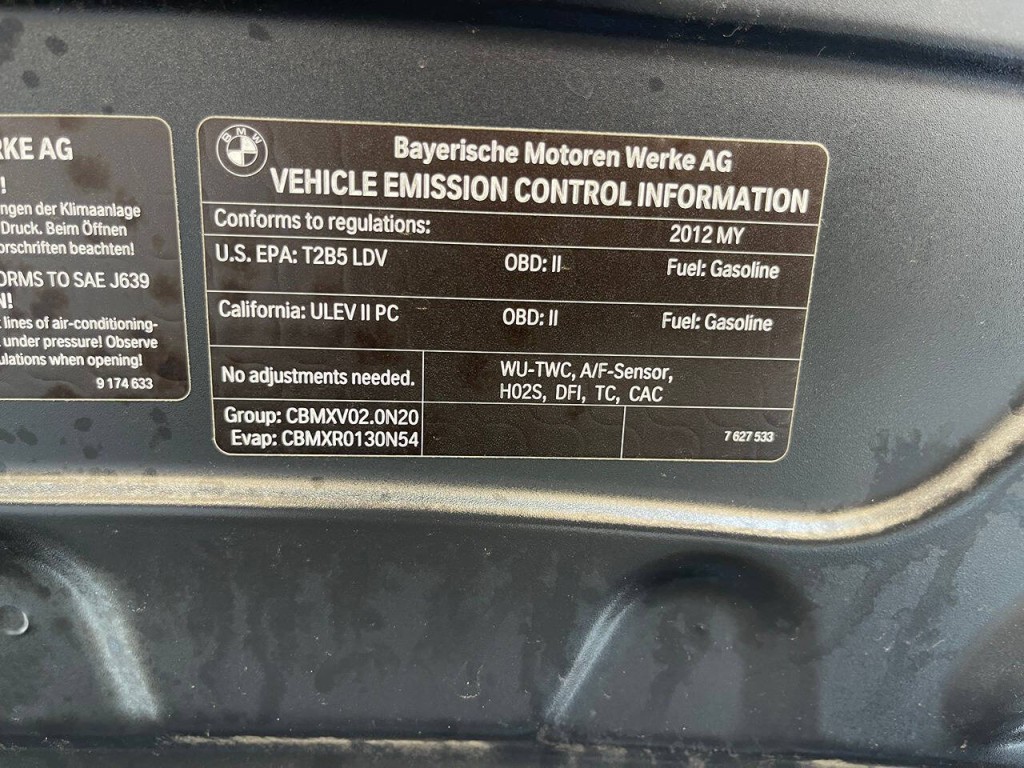 RKE AG
!
ngen der Klimaanlage
Druck. Beim Öffnen
orschriften beachten!
ORMS TO SAE J639
N!
lines of air-conditioning-
under pressure! Observe
ulations when opening!
9 174 633
BMW
Bayerische Motoren Werke AG
VEHICLE EMISSION CONTROL INFORMATION
Conforms to regulations: 2012 MY
U.S. EPA: T2B5 LDV OBD: II Fuel: Gasoline
California: ULEV II PC OBD: II Fuel: Gasoline
No adjustments needed. WU-TWC, A/F-Sensor,
H02S, DFI, TC, CAC
Group: CBMXV02.0N20
Evap: CBMXR0130N54 7 627 533